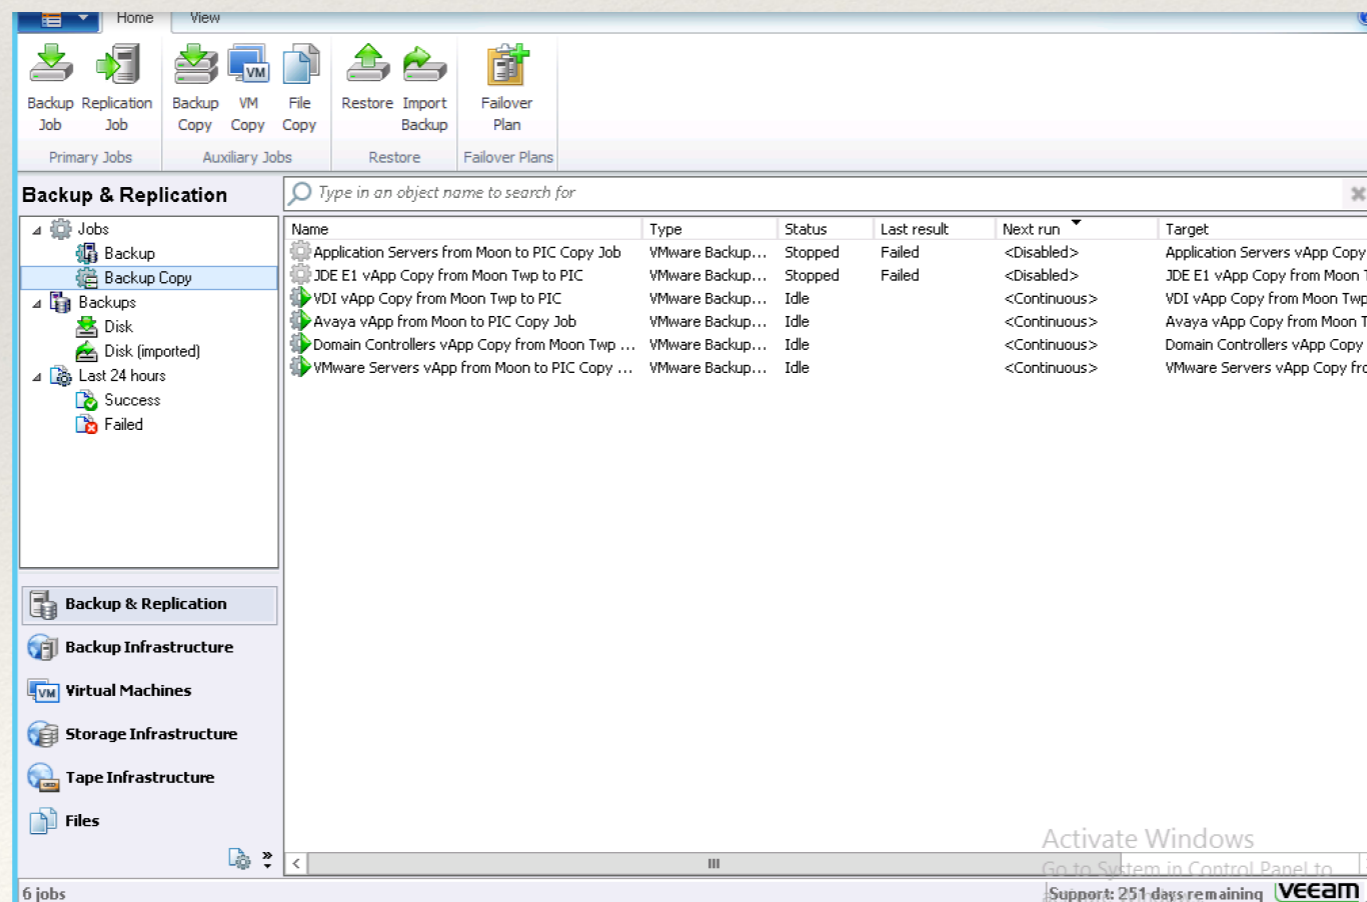 Home View
Backup Job
Replication Job
Backup Copy
VM Copy
File Copy
Restore
Import Backup
Failover Plan
Primary Jobs
Auxiliary Jobs
Restore
Failover Plans
Backup & Replication
Type in an object name to search for
Jobs
Backup
Backup Copy
Backups
Disk
Disk (imported)
Last 24 hours
Success
Failed
Name Type Status Last result Next run Target
Application Servers from Moon to PIC Copy Job VMware Backup... Stopped Failed <Disabled> Application Servers vApp Copy
JDE E1 vApp Copy from Moon Twp to PIC VMware Backup... Stopped Failed <Disabled> JDE E1 vApp Copy from Moon T
VDI vApp Copy from Moon Twp to PIC VMware Backup... Idle <Continuous> VDI vApp Copy from Moon Twp
Avaya vApp from Moon to PIC Copy Job VMware Backup... Idle <Continuous> Avaya vApp Copy from Moon T
Domain Controllers vApp Copy from Moon Twp ... VMware Backup... Idle <Continuous> Domain Controllers vApp Copy
VMware Servers vApp from Moon to PIC Copy ... VMware Backup... Idle <Continuous> VMware Servers vApp Copy fro
Backup & Replication
Backup Infrastructure
VM Virtual Machines
Storage Infrastructure
Tape Infrastructure
Files
Activate Windows
Go to System in Control Panel to
6 jobs
Support: 251 days remaining veeam